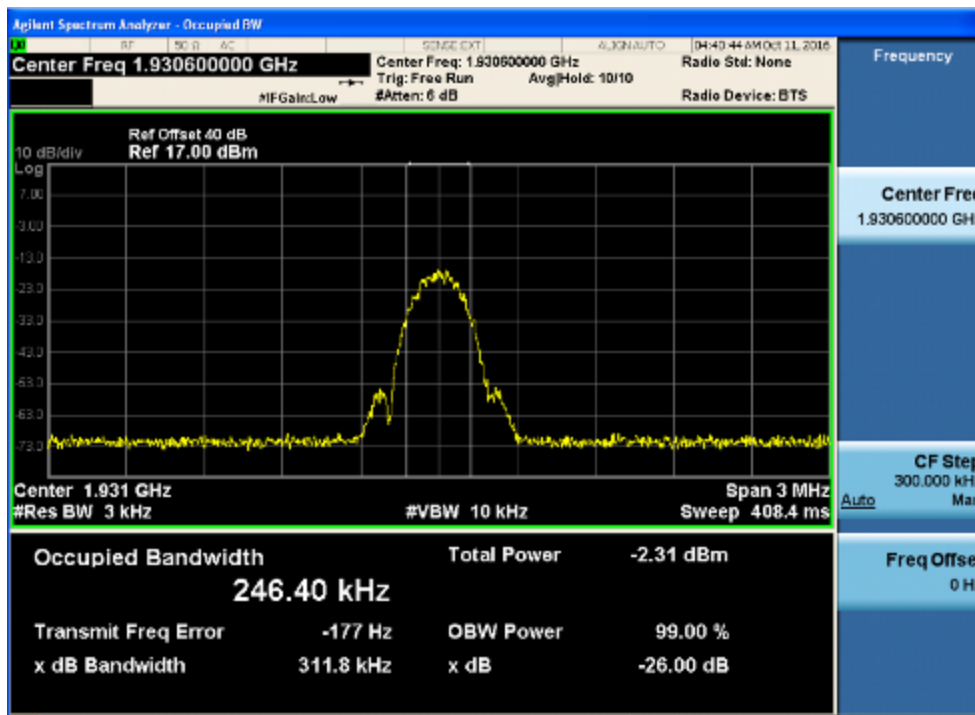 Agilent Spectrum Analyzer - Occupied BW
LXI RF 50 Ω AC SENSE:EXT ALIGN AUTO 04:40:44 AM Oct 11, 2016
Center Freq 1.930600000 GHz
Center Freq: 1.930600000 GHz
Radio Std: None
Trig: Free Run Avg|Hold: 10/10
#IFGain:Low
#Atten: 6 dB
Radio Device: BTS
Ref Offset 40 dB
10 dB/div Ref 17.00 dBm
Log
7.00
-3.00
-13.0
-23.0
-33.0
-43.0
-53.0
-63.0
-73.0
Center 1.931 GHz Span 3 MHz
#Res BW 3 kHz #VBW 10 kHz Sweep 408.4 ms
Occupied Bandwidth Total Power -2.31 dBm
246.40 kHz
Transmit Freq Error -177 Hz OBW Power 99.00 %
x dB Bandwidth 311.8 kHz x dB -26.00 dB
Frequency
Center Fre
1.930600000 GH
CF Step
300.000 kH
Auto Ma
Freq Offse
0 H